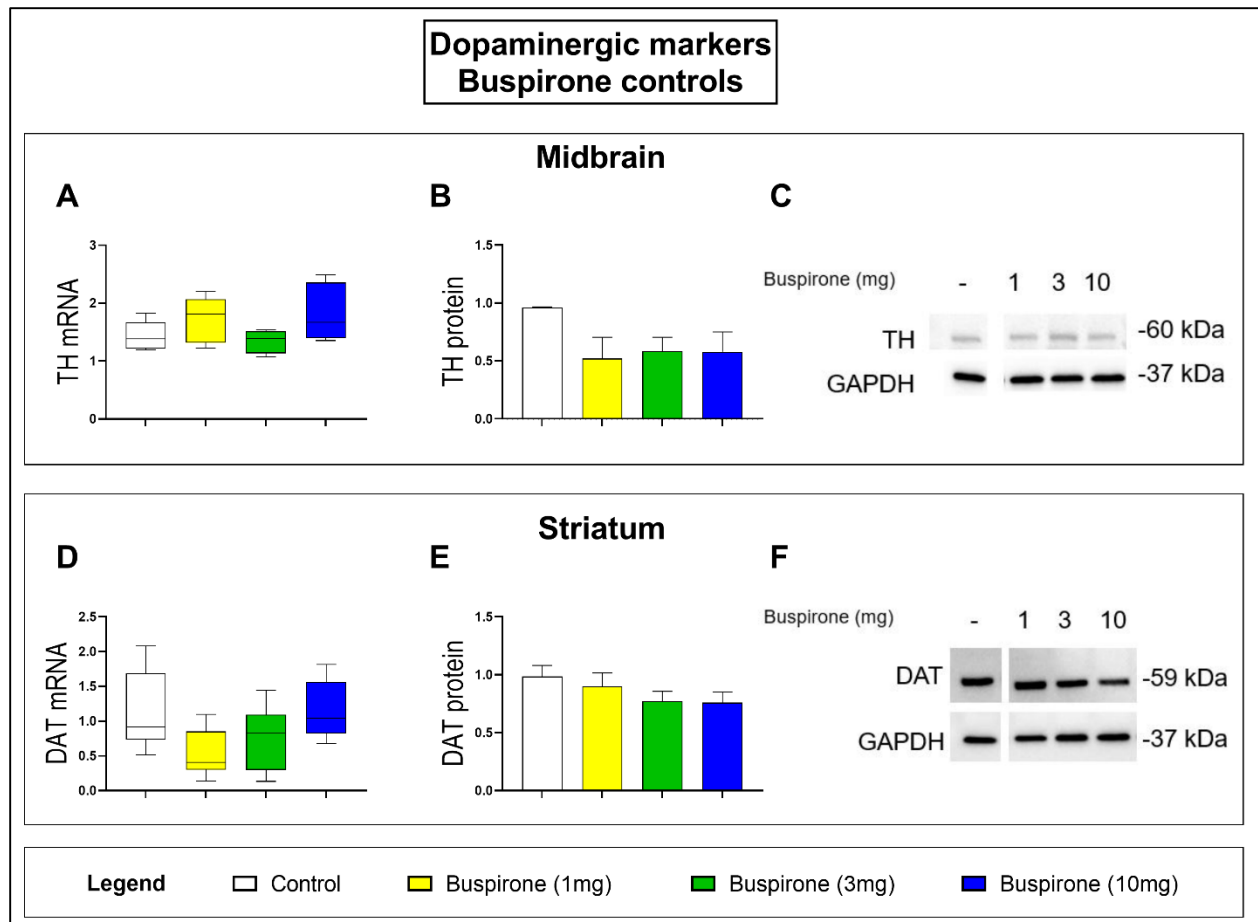 Dopaminergic markers
Buspirone controls
Midbrain
A
TH mRNA
3
2
1
0
B
TH protein
1.5
1.0
0.5
0.0
C
Buspirone (mg) - 1 3 10
TH -60 kDa
GAPDH -37 kDa
Striatum
D
DAT mRNA
2.5
2.0
1.5
1.0
0.5
0.0
E
DAT protein
1.5
1.0
0.5
0.0
F
Buspirone (mg) - 1 3 10
DAT -59 kDa
GAPDH -37 kDa
Legend Control Buspirone (1mg) Buspirone (3mg) Buspirone (10mg)